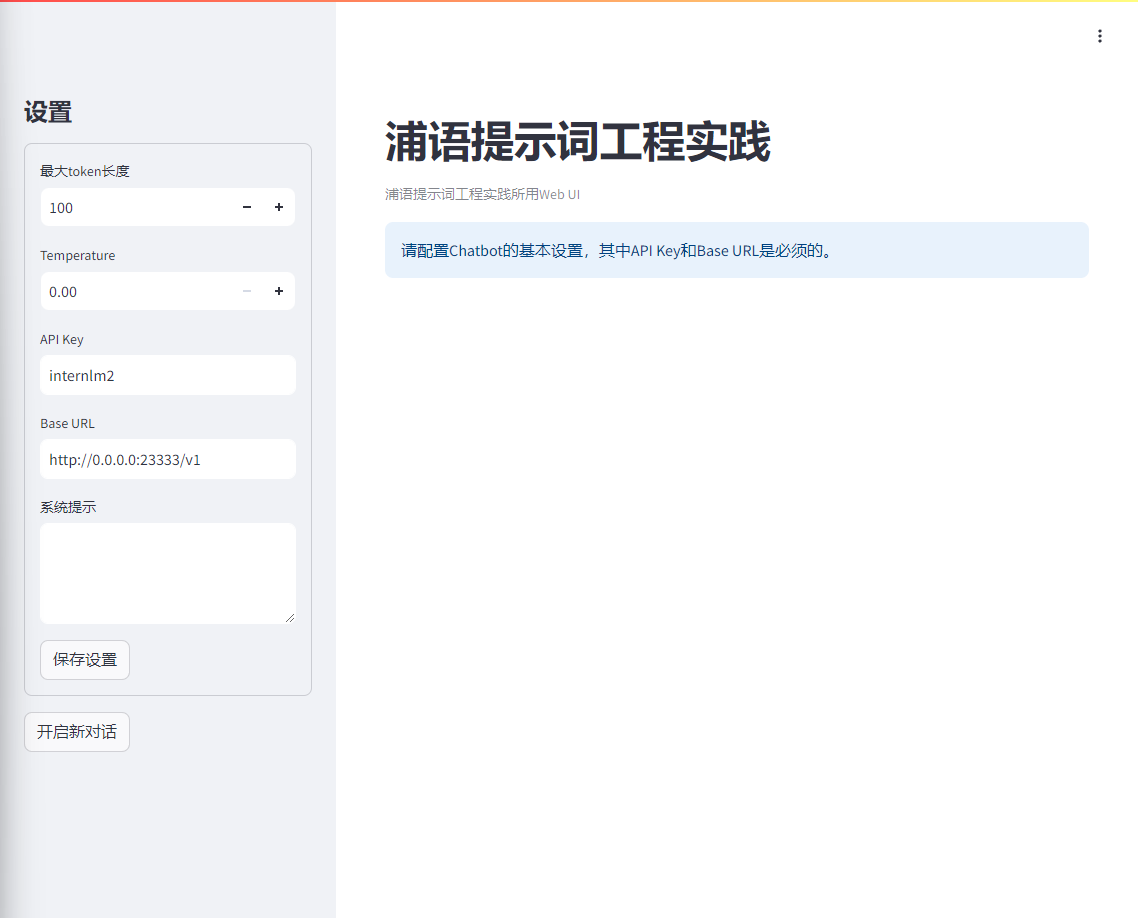 设置
最大token长度
100
Temperature
0.00
API Key
internlm2
Base URL
http://0.0.0.0:23333/v1
系统提示
保存设置
开启新对话
浦语提示词工程实践
浦语提示词工程实践所用Web UI
请配置Chatbot的基本设置，其中API Key和Base URL是必须的。